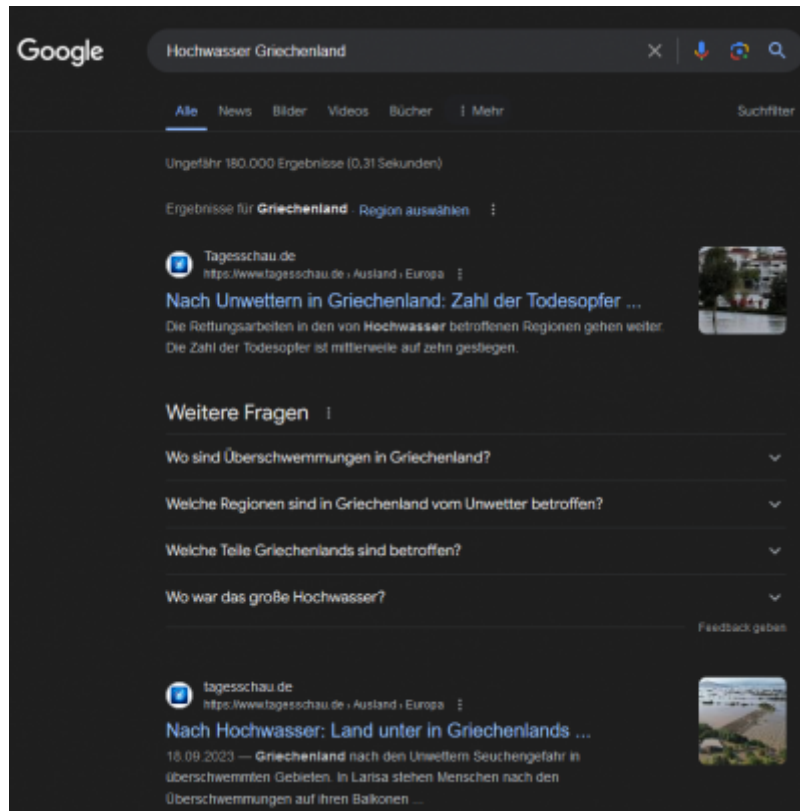 Google
Hochwasser Griechenland
Alle News Bilder Videos Bücher Mehr Suchfilter
Ungefähr 180.000 Ergebnisse (0,31 Sekunden)
Ergebnisse für Griechenland · Region auswählen
Tagesschau.de
https://www.tagesschau.de › Ausland › Europa
Nach Unwettern in Griechenland: Zahl der Todesopfer ...
Die Rettungsarbeiten in den von Hochwasser betroffenen Regionen gehen weiter.
Die Zahl der Todesopfer ist mittlerweile auf zehn gestiegen.
Weitere Fragen
Wo sind Überschwemmungen in Griechenland?
Welche Regionen sind in Griechenland vom Unwetter betroffen?
Welche Teile Griechenlands sind betroffen?
Wo war das große Hochwasser?
Feedback geben
tagesschau.de
https://www.tagesschau.de › Ausland › Europa
Nach Hochwasser: Land unter in Griechenlands ...
18.09.2023 — Griechenland nach den Unwettern Seuchengefahr in
überschwemmten Gebieten. In Larisa stehen Menschen nach den
Überschwemmungen auf ihren Balkonen ...